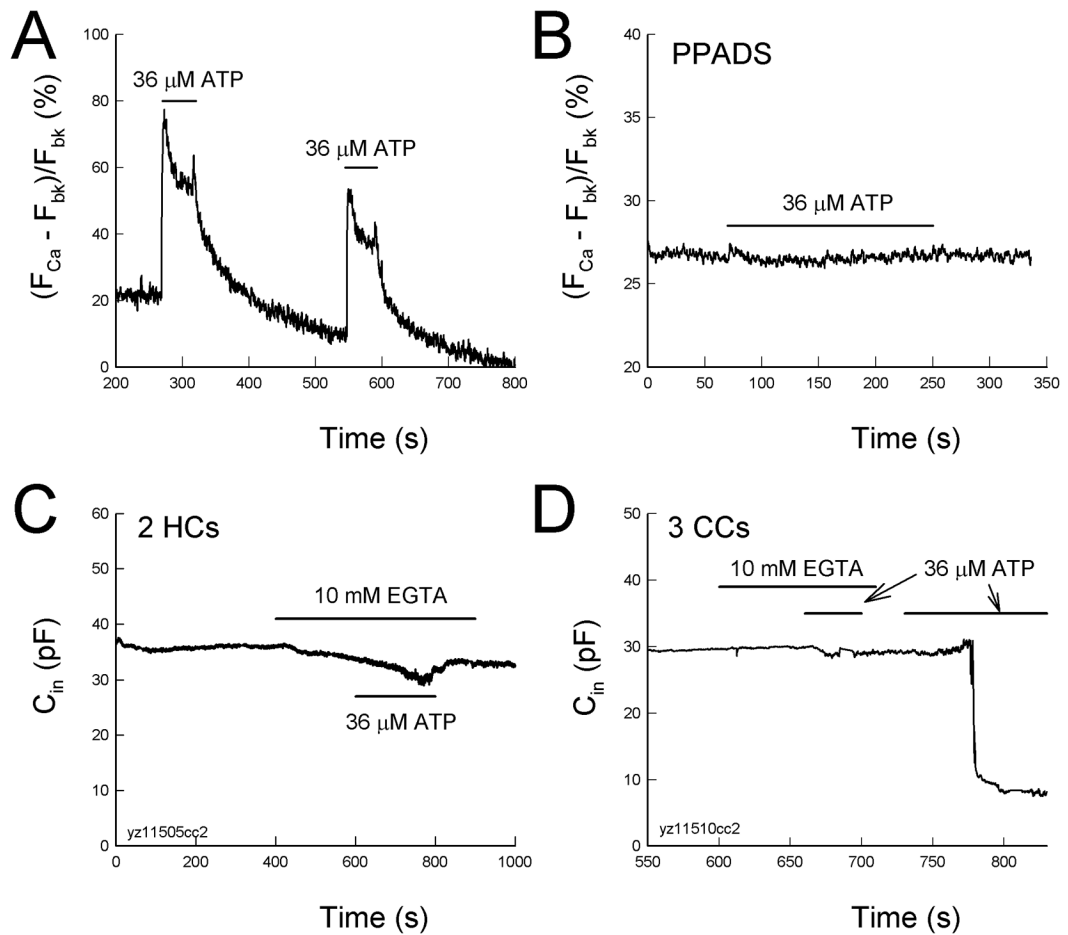 A
(F_Ca - F_bk)/F_bk (%)
100
80
60
40
20
0
36 μM ATP
36 μM ATP
200 300 400 500 600 700 800
Time (s)
B
(F_Ca - F_bk)/F_bk (%)
40
35
30
25
20
PPADS
36 μM ATP
0 50 100 150 200 250 300 350
Time (s)
C
C_in (pF)
60
50
40
30
20
10
0
2 HCs
10 mM EGTA
36 μM ATP
yz11505cc2
0 200 400 600 800 1000
Time (s)
D
C_in (pF)
50
40
30
20
10
0
3 CCs
10 mM EGTA
36 μM ATP
yz11510cc2
550 600 650 700 750 800
Time (s)